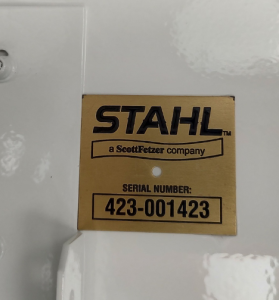 STAHL™
a ScottFetzer company
SERIAL NUMBER:
423-001423